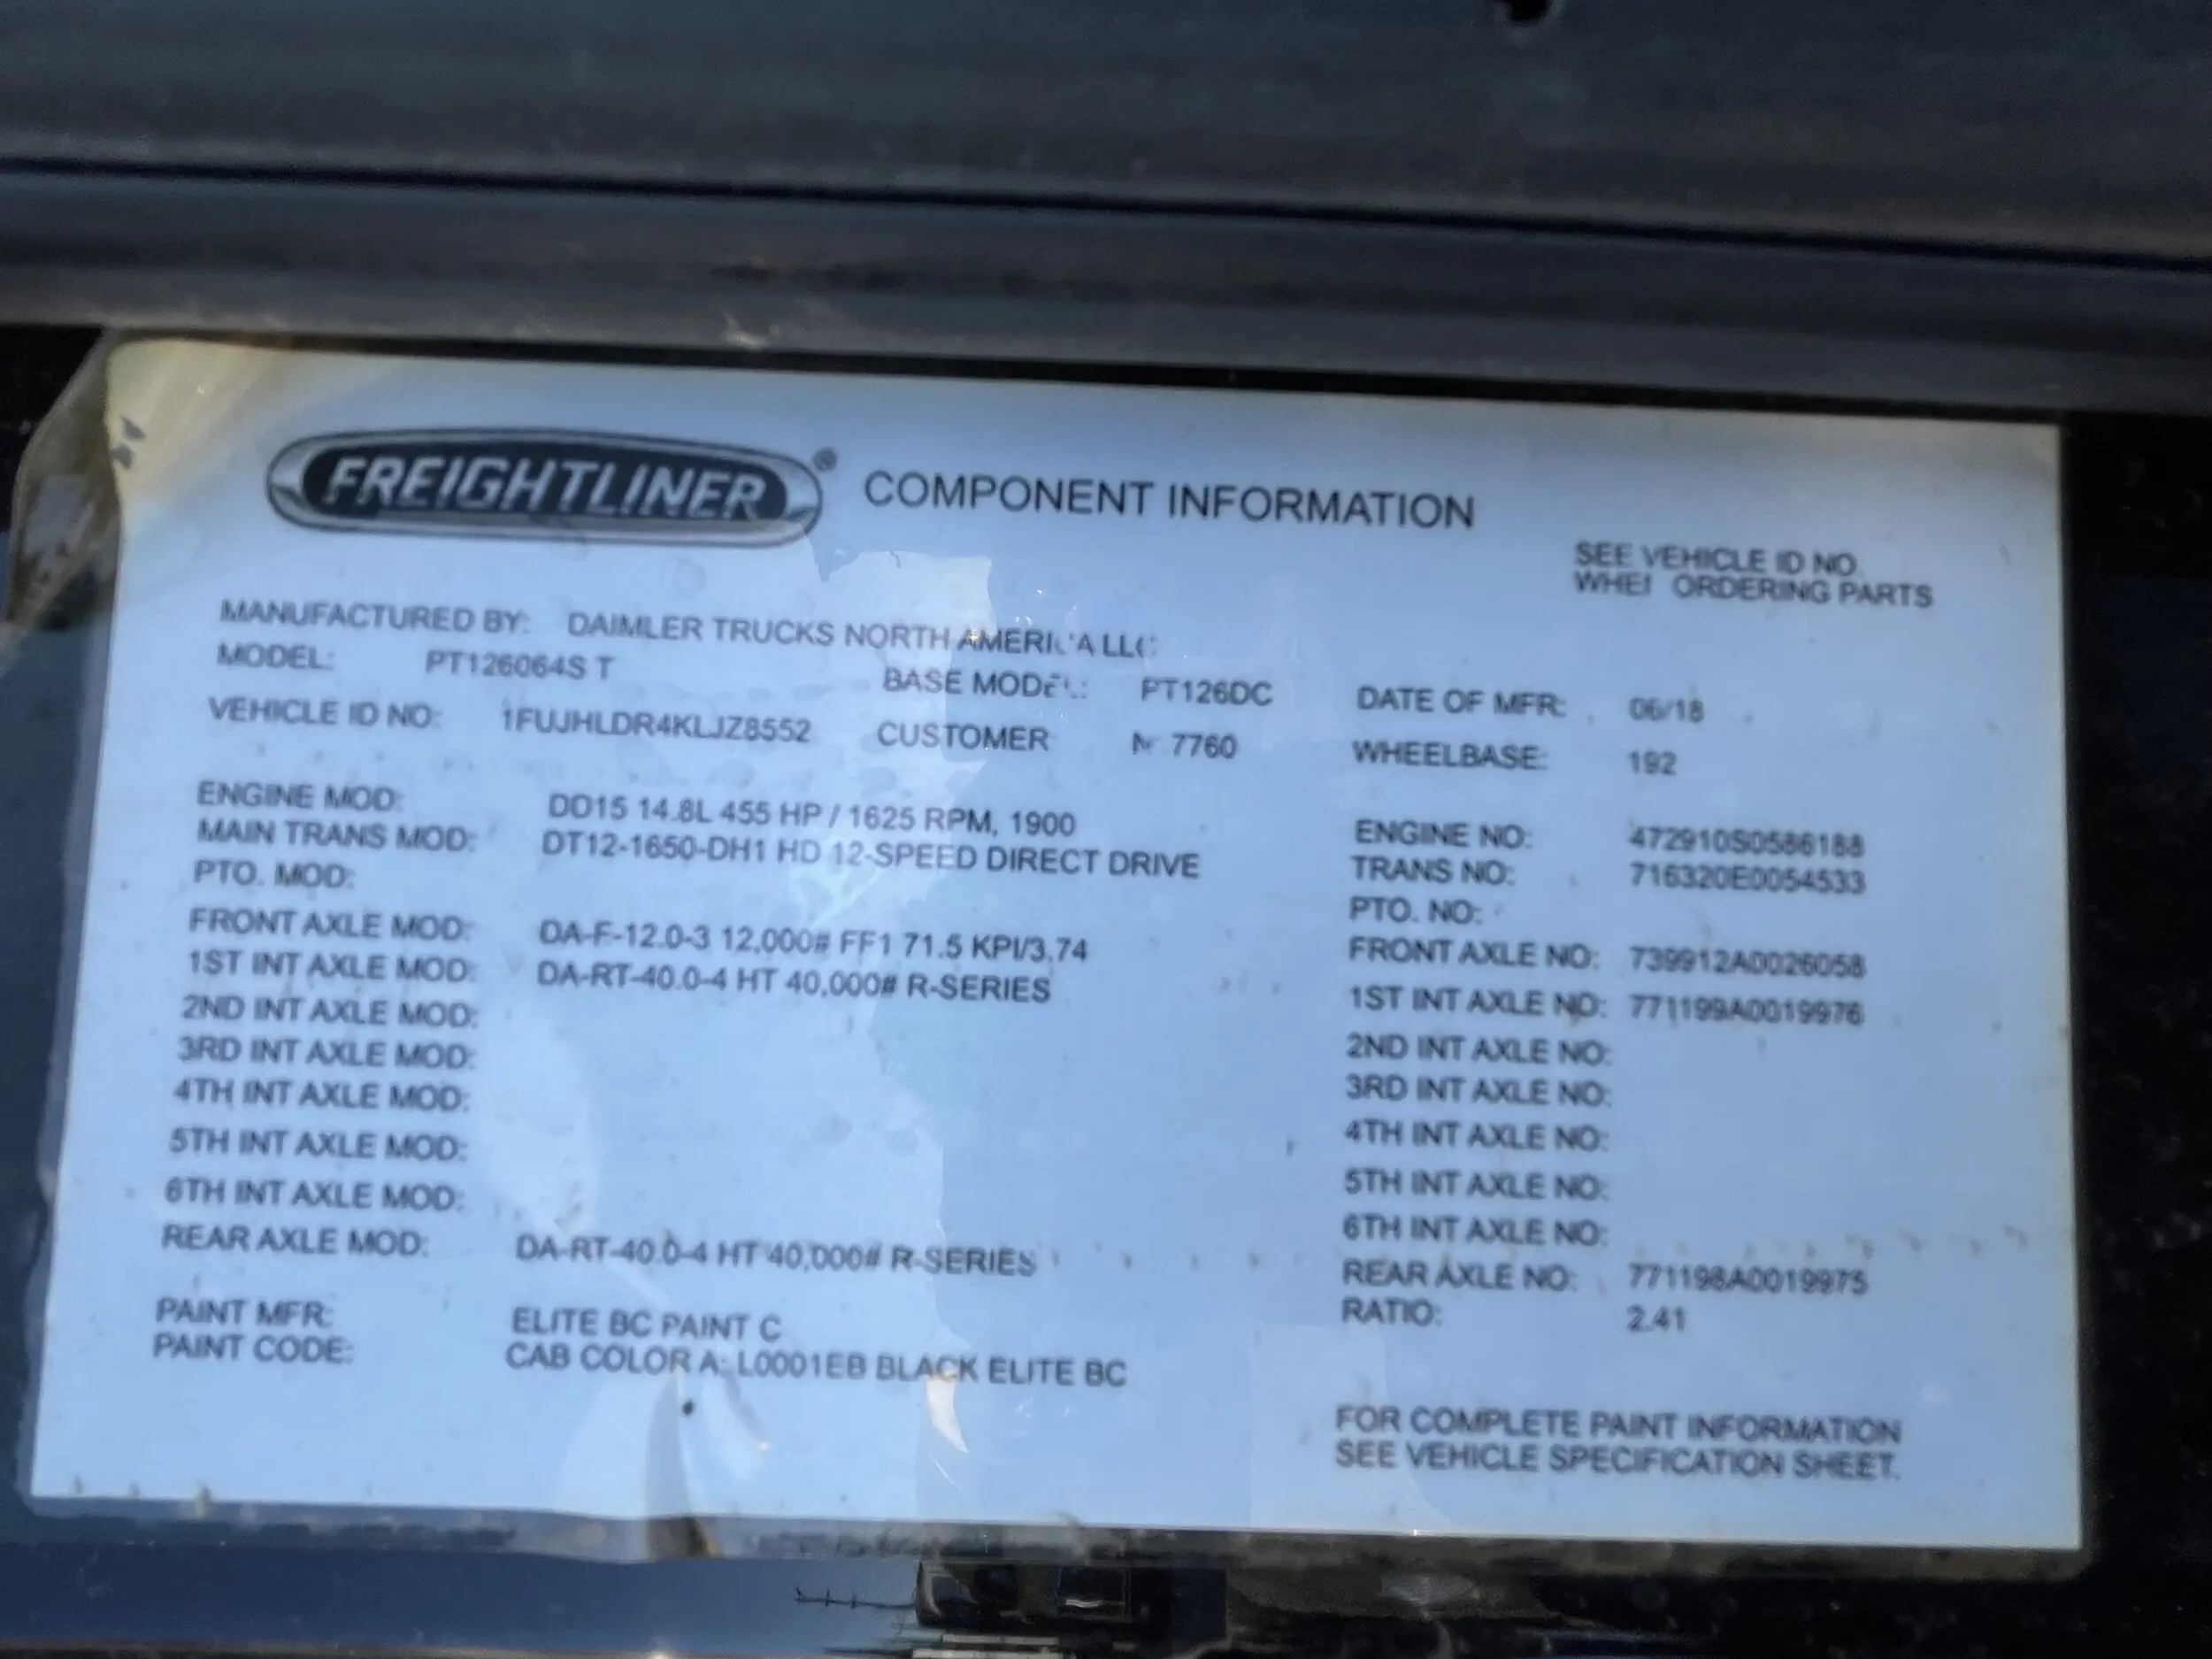 FREIGHTLINER® COMPONENT INFORMATION
SEE VEHICLE ID NO
WHEN ORDERING PARTS
MANUFACTURED BY: DAIMLER TRUCKS NORTH AMERICA LLC
MODEL: PT126064S T BASE MODEL: PT126DC DATE OF MFR: 06/18
VEHICLE ID NO: 1FUJHLDR4KLJZ8552 CUSTOMER 7760 WHEELBASE: 192
ENGINE MOD: DD15 14.8L 455 HP / 1625 RPM, 1900 ENGINE NO: 472910S0586188
MAIN TRANS MOD: DT12-1650-DH1 HD 12-SPEED DIRECT DRIVE TRANS NO: 716320E0054533
PTO. MOD: PTO. NO:
FRONT AXLE MOD: DA-F-12.0-3 12,000# FF1 71.5 KPI/3.74 FRONT AXLE NO: 739912A0026058
1ST INT AXLE MOD: DA-RT-40.0-4 HT 40,000# R-SERIES 1ST INT AXLE NO: 771199A0019976
2ND INT AXLE MOD: 2ND INT AXLE NO:
3RD INT AXLE MOD: 3RD INT AXLE NO:
4TH INT AXLE MOD: 4TH INT AXLE NO:
5TH INT AXLE MOD: 5TH INT AXLE NO:
6TH INT AXLE MOD: 6TH INT AXLE NO:
REAR AXLE MOD: DA-RT-40.0-4 HT 40,000# R-SERIES REAR AXLE NO: 771198A0019975
RATIO: 2.41
PAINT MFR: ELITE BC PAINT C
PAINT CODE: CAB COLOR A: L0001EB BLACK ELITE BC
FOR COMPLETE PAINT INFORMATION
SEE VEHICLE SPECIFICATION SHEET.